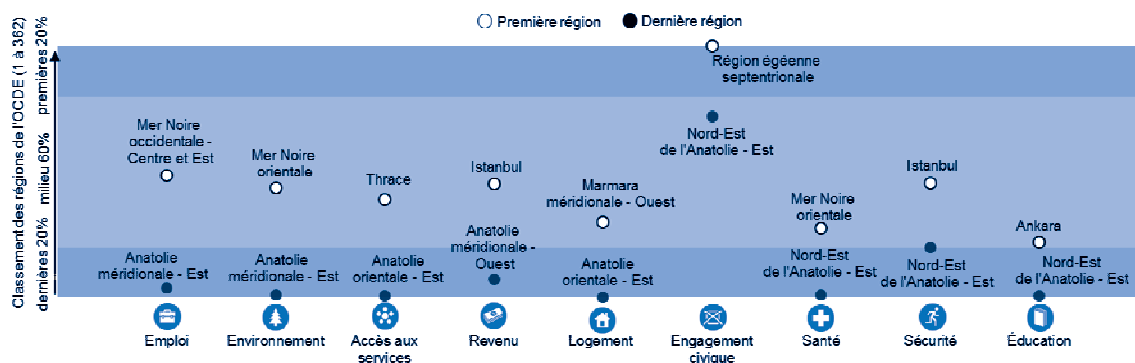 Première région
Dernière région
Classement des régions de l'OCDE (1 à 362)
dernières 20%
milieu 60%
premières 20%
Mer Noire
occidentale -
Centre et Est
Anatolie
méridionale - Est
Mer Noire
orientale
Anatolie
méridionale - Est
Thrace
Anatolie
orientale - Est
Istanbul
Anatolie
méridionale -
Ouest
Marmara
méridionale - Ouest
Anatolie
orientale - Est
Région égéenne
septentrionale
Nord-Est
de l'Anatolie - Est
Mer Noire
orientale
Nord-Est
de l'Anatolie - Est
Istanbul
Nord-Est
de l'Anatolie - Est
Ankara
Nord-Est
de l'Anatolie - Est
Emploi
Environnement
Accès aux
services
Revenu
Logement
Engagement
civique
Santé
Sécurité
Éducation